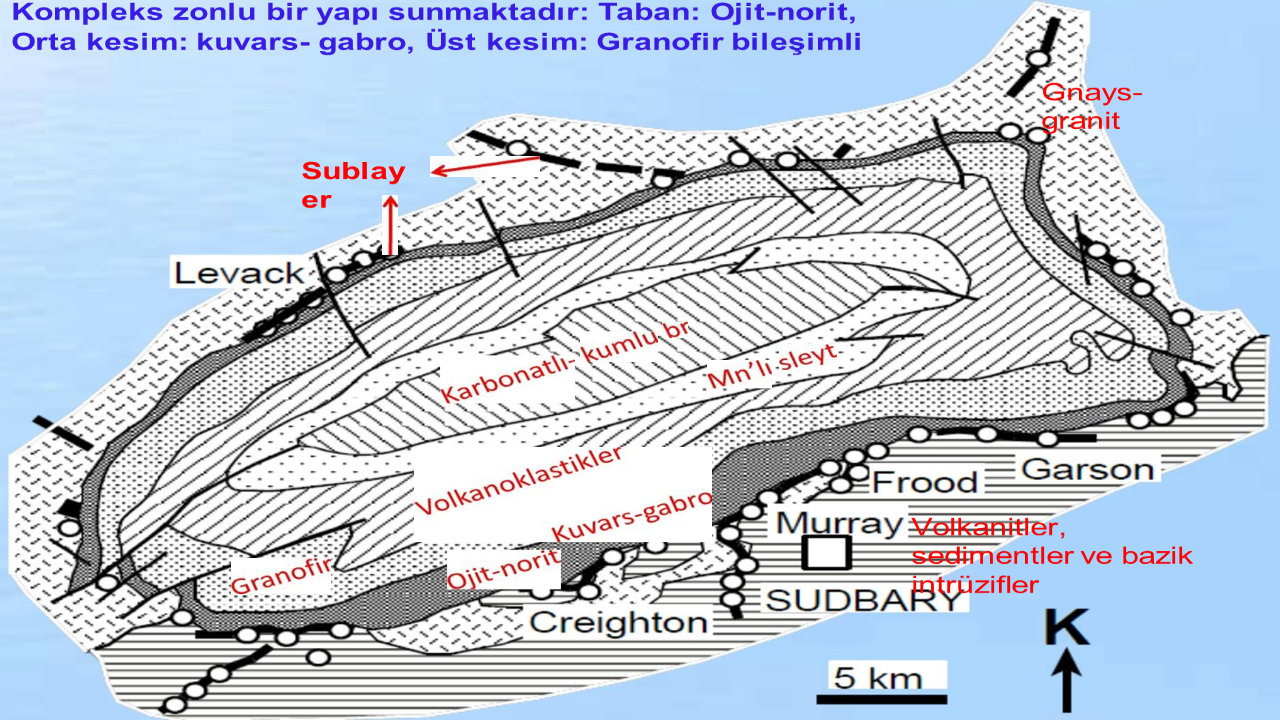 Kompleks zonlu bir yapı sunmaktadır: Taban: Ojit-norit,
Orta kesim: kuvars- gabro, Üst kesim: Granofir bileşimli
Gnays-
granit
Sublay
er
Levack
Karbonatlı- kumlu br
Mn'lı sleyt
Volkanoklastikler
Kuvars-gabro
Ojit-norit
Granofir
Frood
Garson
Murray
Volkanitler,
sedimentler ve bazik
intrüzifler
SUDBARY
Creighton
K
5 km